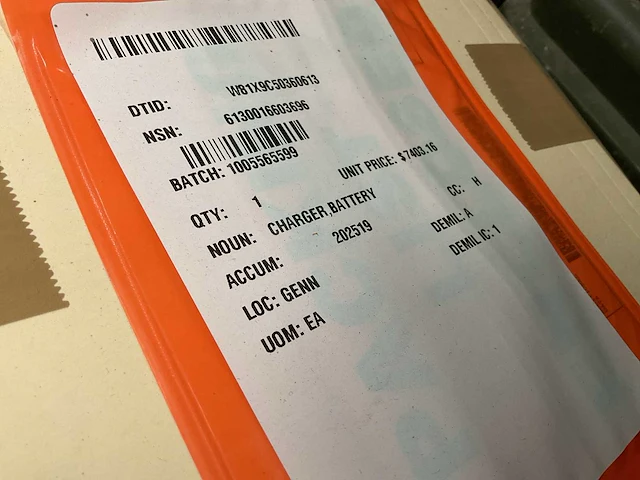 DTID: W81X9C50360613
NSN: 6130016603696
BATCH: 1005565599
QTY: 1 UNIT PRICE: $7403.16
NOUN: CHARGER,BATTERY CC: H
ACCUM: 202519 DEMIL: A
LOC: GENN DEMIL IC: 1
UOM: EA